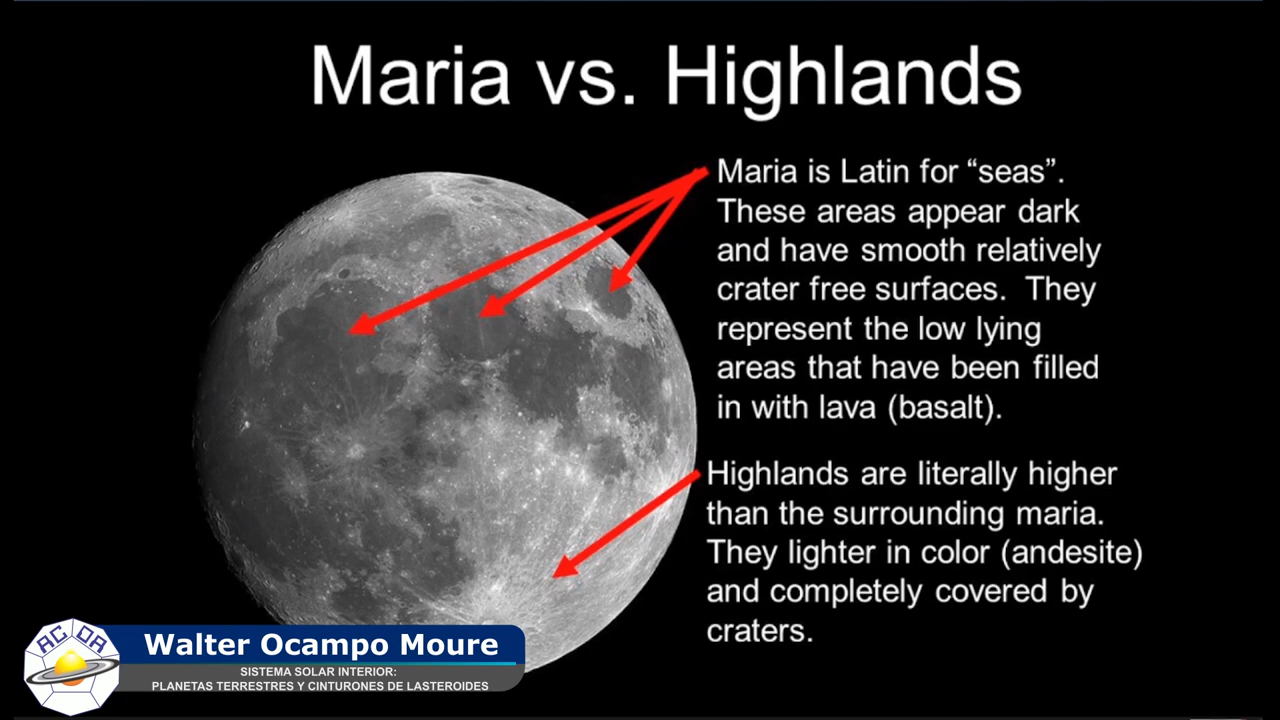 Maria vs. Highlands
Maria is Latin for “seas”.
These areas appear dark
and have smooth relatively
crater free surfaces.  They
represent the low lying
areas that have been filled
in with lava (basalt).
Highlands are literally higher
than the surrounding maria.
They lighter in color (andesite)
and completely covered by
craters.
ACODA
Walter Ocampo Moure
SISTEMA SOLAR INTERIOR:
PLANETAS TERRESTRES Y CINTURONES DE LASTEROIDES